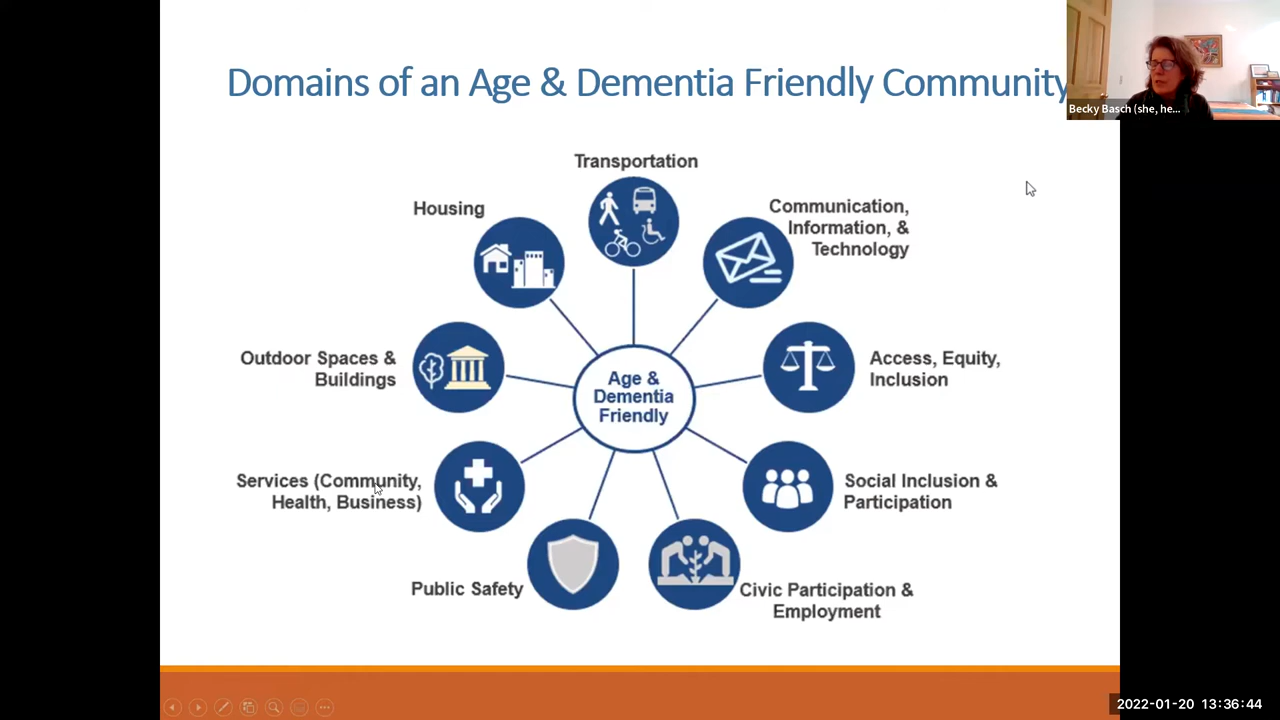 Domains of an Age & Dementia Friendly Community
Becky Basch (she, he...
Transportation
Housing
Communication,
Information, &
Technology
Outdoor Spaces &
Buildings
Age &
Dementia
Friendly
Access, Equity,
Inclusion
Services (Community,
Health, Business)
Social Inclusion &
Participation
Public Safety
Civic Participation &
Employment
2022-01-20 13:36:44